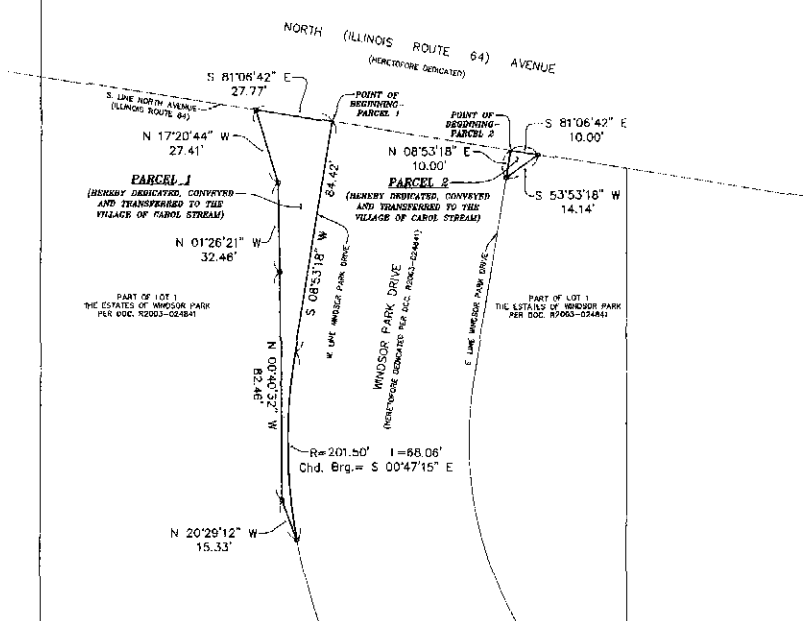 NORTH (ILLINOIS ROUTE 64) AVENUE
(HERETOFORE DEDICATED)
S. LINE NORTH AVENUE
(ILLINOIS ROUTE 64)
S 81°06'42" E
27.77'
POINT OF
BEGINNING-
PARCEL 1
POINT OF
BEGINNING-
PARCEL 2
S 81°06'42" E
10.00'
N 17°20'44" W
27.41'
N 08°53'18" E
10.00'
S 53°53'18" W
14.14'
PARCEL 1
(HEREBY DEDICATED, CONVEYED
AND TRANSFERRED TO THE
VILLAGE OF CAROL STREAM)
PARCEL 2
(HEREBY DEDICATED, CONVEYED
AND TRANSFERRED TO THE
VILLAGE OF CAROL STREAM)
84.42'
S 08°53'18" W
N 01°26'21" W
32.46'
W. LINE WINDSOR PARK DRIVE
WINDSOR PARK DRIVE
(HERETOFORE DEDICATED PER DOC. R2003-024841)
E LINE WINDSOR PARK DRIVE
PART OF LOT 1
THE ESTATES OF WINDSOR PARK
PER DOC. R2003-024841
PART OF LOT 1
THE ESTATES OF WINDSOR PARK
PER DOC. R2003-024841
N 00°40'32" W
82.46'
R=201.50' l=68.06'
Chd. Brg.= S 00°47'15" E
N 20°29'12" W
15.33'